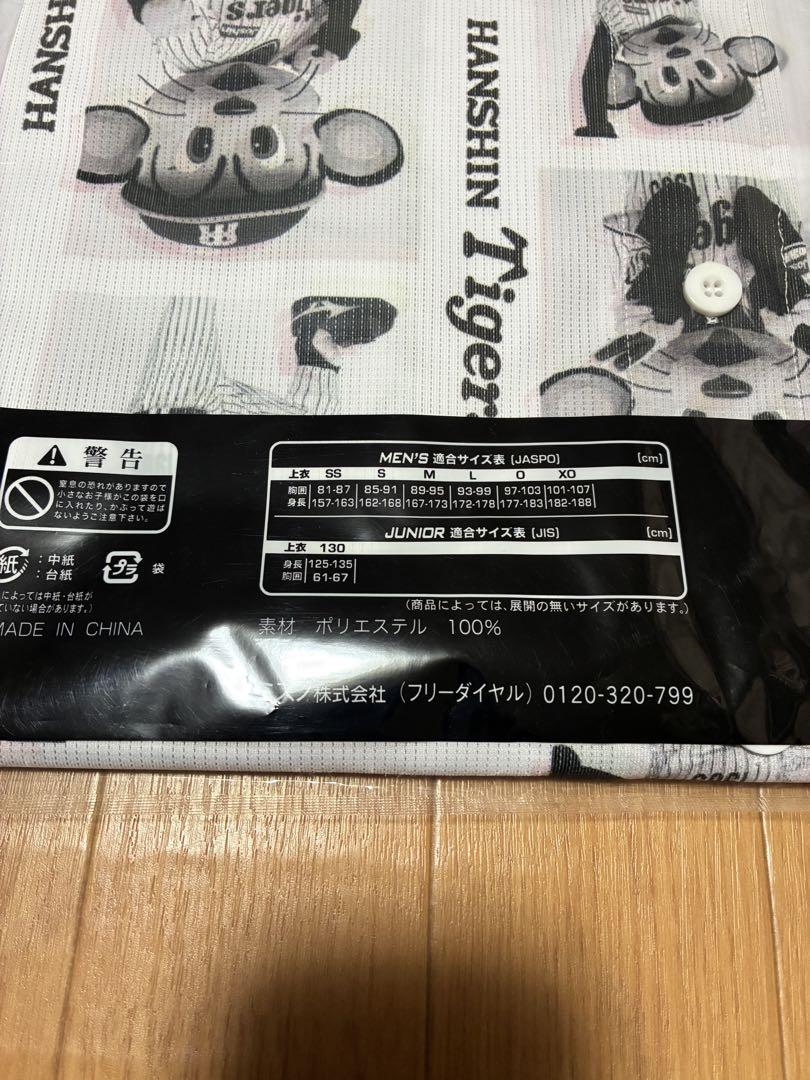 HANSHIN
Tigers
HANSHIN Tigers
警告
窒息の恐れがありますので
小さなお子様がこの袋を口
に入れたり、かぶって遊ば
ないようご注意下さい。
紙 :中紙
:台紙
プラ 袋
によっては中紙・台紙が
ていない場合があります。)
MADE IN CHINA
MEN'S 適合サイズ表 [JASPO] [cm]
上衣 SS S M L O XO
胸囲 81-87 85-91 89-95 93-99 97-103 101-107
身長 157-163 162-168 167-173 172-178 177-183 182-188
JUNIOR 適合サイズ表 [JIS] [cm]
上衣 130
身長 125-135
胸囲 61-67
(商品によっては、展開の無いサイズがあります。)
素材 ポリエステル 100%
ズノ株式会社 (フリーダイヤル) 0120-320-799